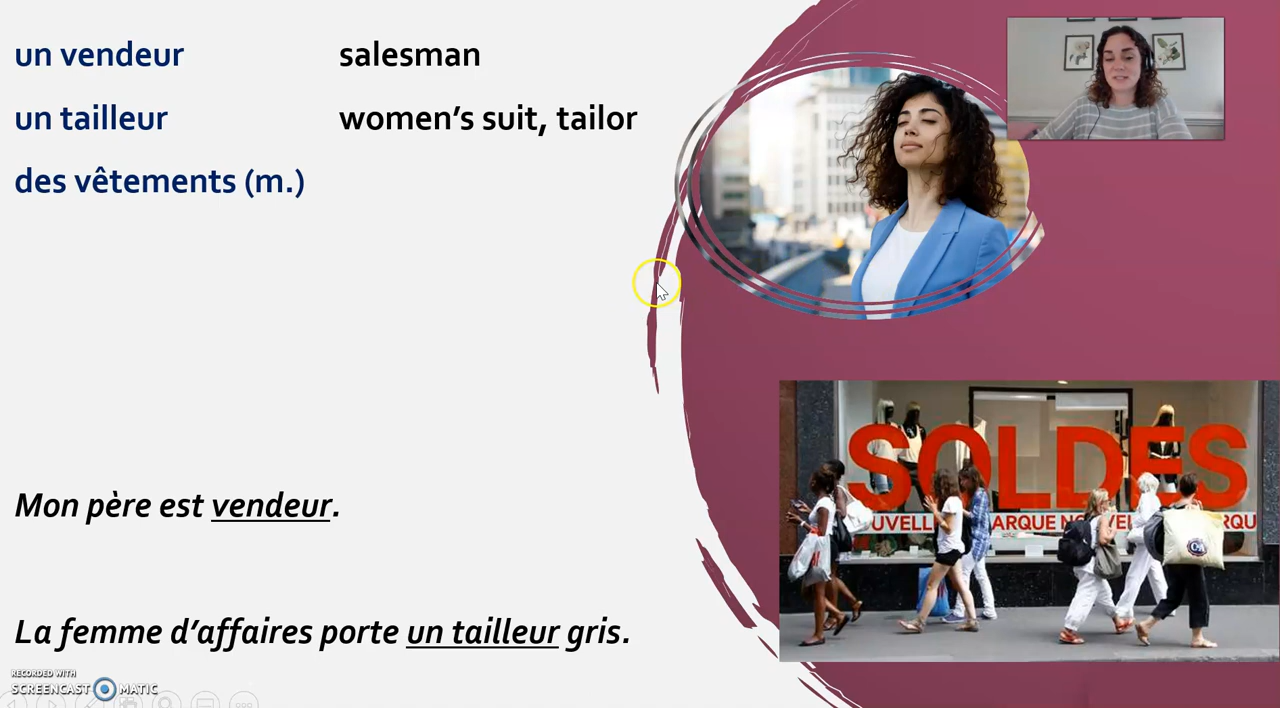 un vendeur salesman
un tailleur women's suit, tailor
des vêtements (m.)
SOLDES
Mon père est vendeur.
La femme d'affaires porte un tailleur gris.
RECORDED WITH
SCREENCAST MATIC